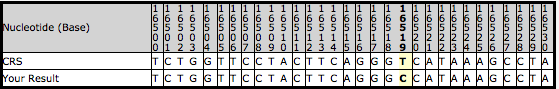 Nucleotide (Base) 16500 16501 16502 16503 16504 16505 16506 16507 16508 16509 16510 16511 16512 16513 16514 16515 16516 16517 16518 16519 16520 16521 16522 16523 16524 16525 16526 16527 16528 16529 16530
CRS T C T G G T T C C T A C T T C A G G G T C A T A A A G C C T A
Your Result T C T G G T T C C T A C T T C A G G G C C A T A A A G C C T A